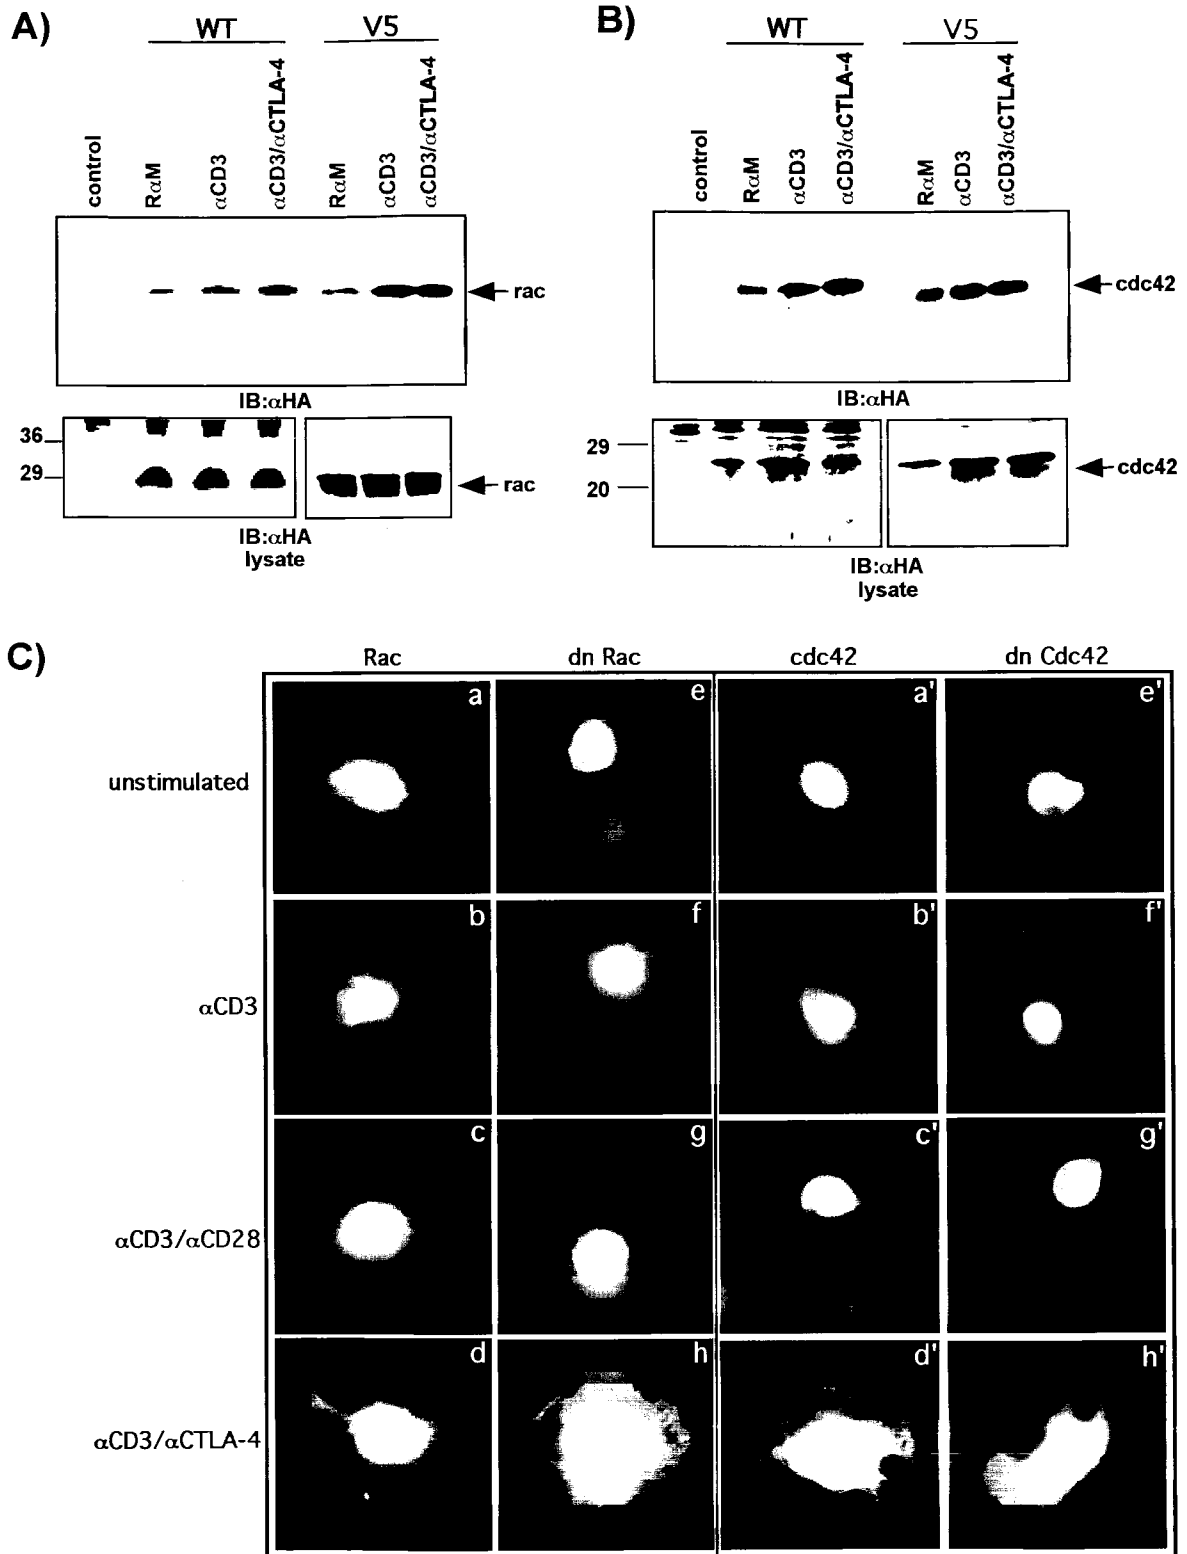 A)
WT V5
control RαM αCD3 αCD3/αCTLA-4 RαM αCD3 αCD3/αCTLA-4
rac
IB:αHA
36
29
rac
IB:αHA
lysate
B)
WT V5
control RαM αCD3 αCD3/αCTLA-4 RαM αCD3 αCD3/αCTLA-4
cdc42
IB:αHA
29
20
cdc42
IB:αHA
lysate
C)
Rac dn Rac cdc42 dn Cdc42
unstimulated a e a' e'
αCD3 b f b' f'
αCD3/αCD28 c g c' g'
αCD3/αCTLA-4 d h d' h'